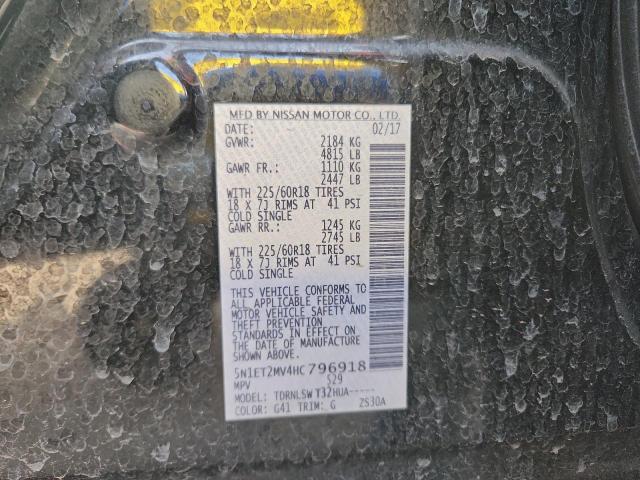 MFD BY NISSAN MOTOR CO., LTD.
DATE: 02/17
GVWR: 2184 KG
4815 LB
GAWR FR.: 1110 KG
2447 LB
WITH 225/60R18 TIRES
18 X 7J RIMS AT 41 PSI
COLD SINGLE
GAWR RR.: 1245 KG
2745 LB
WITH 225/60R18 TIRES
18 X 7J RIMS AT 41 PSI
COLD SINGLE
THIS VEHICLE CONFORMS TO
ALL APPLICABLE FEDERAL
MOTOR VEHICLE SAFETY AND
THEFT PREVENTION
STANDARDS IN EFFECT ON
THE DATE OF MANUFACTURE
SHOWN ABOVE.
5N1ET2MV4HC796918
MPV S29
MODEL: TDRNLSW T32HUA-----
COLOR: G41 TRIM: G ZS30A